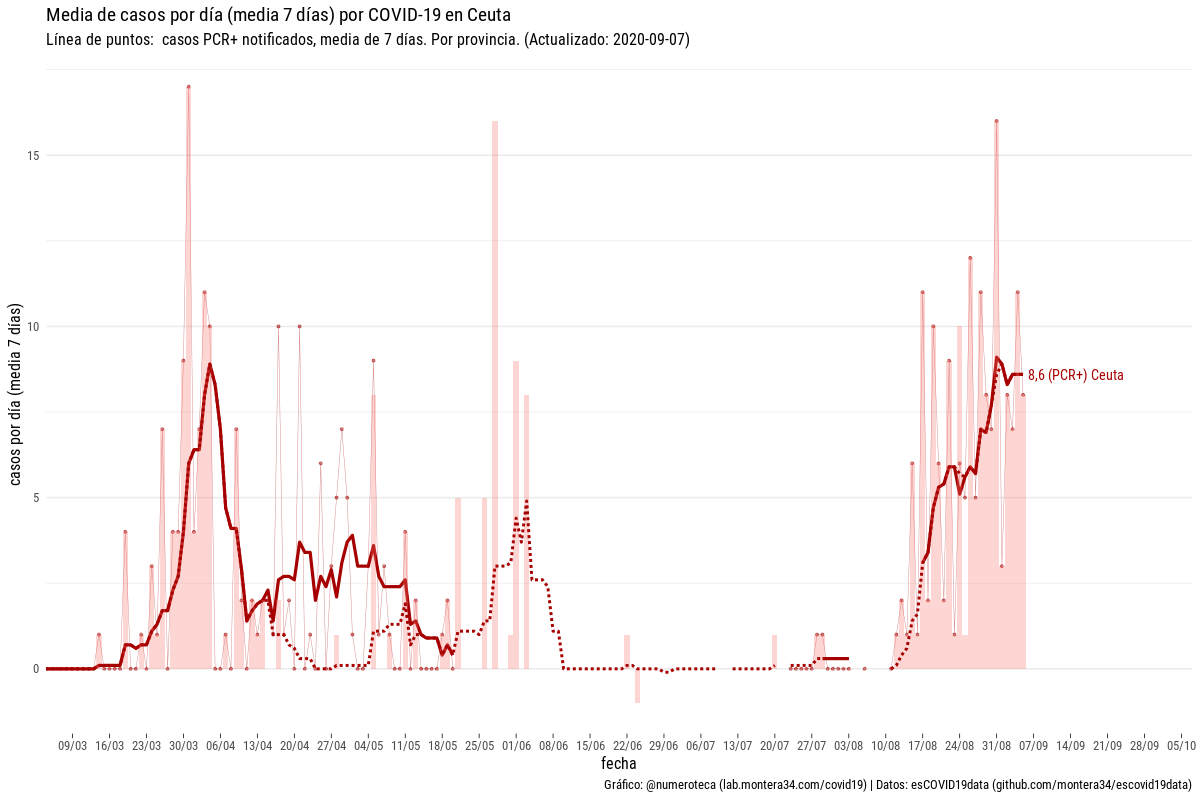 Media de casos por día (media 7 días) por COVID-19 en Ceuta
Línea de puntos:  casos PCR+ notificados, media de 7 días. Por provincia. (Actualizado: 2020-09-07)
casos por día (media 7 días)
15
10
5
0
8,6 (PCR+) Ceuta
09/03 16/03 23/03 30/03 06/04 13/04 20/04 27/04 04/05 11/05 18/05 25/05 01/06 08/06 15/06 22/06 29/06 06/07 13/07 20/07 27/07 03/08 10/08 17/08 24/08 31/08 07/09 14/09 21/09 28/09 05/10
fecha
Gráfico: @numeroteca (lab.montera34.com/covid19) | Datos: esCOVID19data (github.com/montera34/escovid19data)